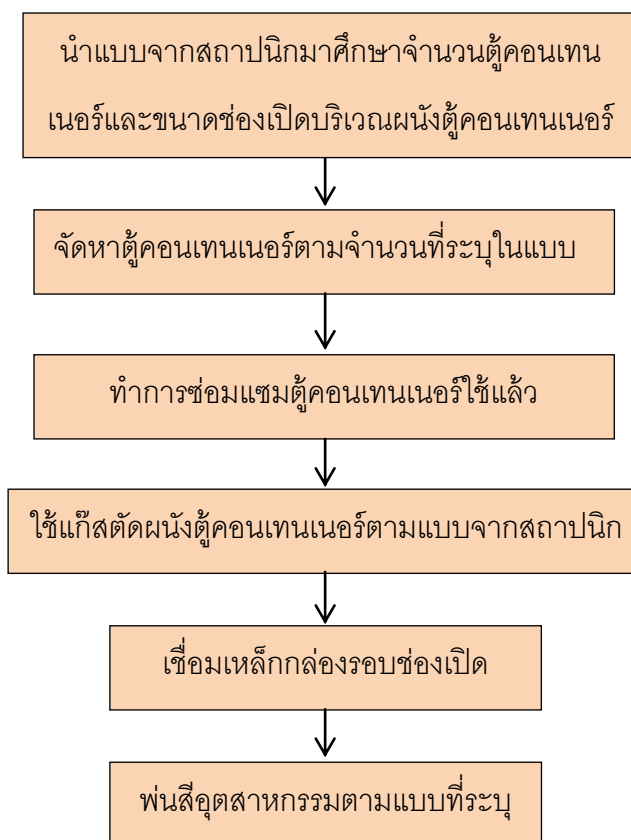 นำแบบจากสถาปนิกมาศึกษาจำนวนตู้คอนเทน
เนอร์และขนาดช่องเปิดบริเวณผนังตู้คอนเทนเนอร์
จัดหาตู้คอนเทนเนอร์ตามจำนวนที่ระบุในแบบ
ทำการซ่อมแซมตู้คอนเทนเนอร์ใช้แล้ว
ใช้แก๊สตัดผนังตู้คอนเทนเนอร์ตามแบบจากสถาปนิก
เชื่อมเหล็กกล่องรอบช่องเปิด
พ่นสีอุตสาหกรรมตามแบบที่ระบุ